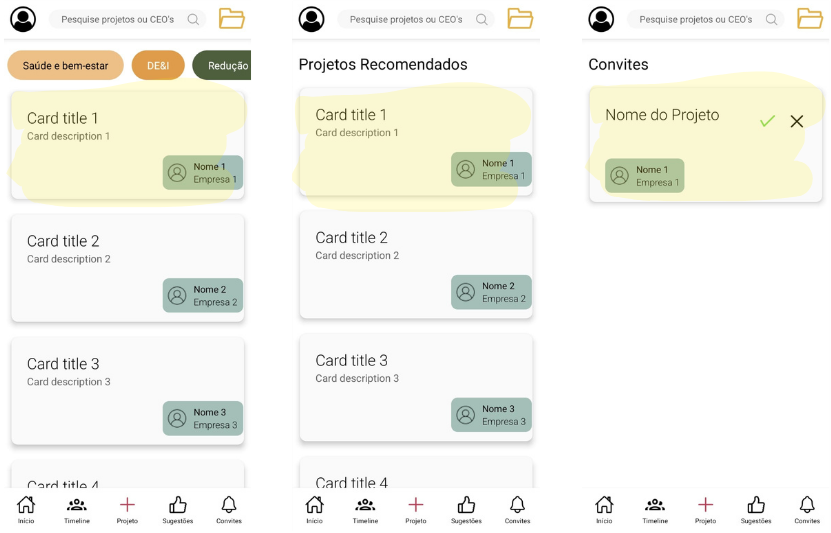 Pesquise projetos ou CEO's
Saúde e bem-estar
DE&I
Redução
Card title 1
Card description 1
Nome 1
Empresa 1
Card title 2
Card description 2
Nome 2
Empresa 2
Card title 3
Card description 3
Nome 3
Empresa 3
Card title 4
Início
Timeline
Projeto
Sugestões
Convites
Pesquise projetos ou CEO's
Projetos Recomendados
Card title 1
Card description 1
Nome 1
Empresa 1
Card title 2
Card description 2
Nome 2
Empresa 2
Card title 3
Card description 3
Nome 3
Empresa 3
Card title 4
Início
Timeline
Projeto
Sugestões
Convites
Pesquise projetos ou CEO's
Convites
Nome do Projeto
Nome 1
Empresa 1
Início
Timeline
Projeto
Sugestões
Convites